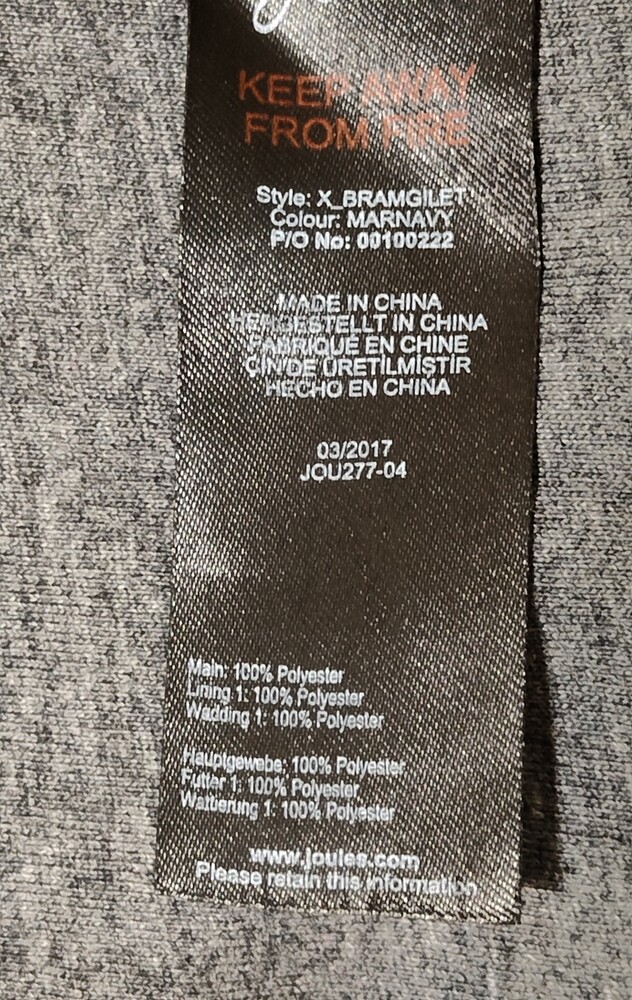 KEEP AWAY
FROM FIRE
Style: X_BRAMGILET
Colour: MARNAVY
P/O No: 00100222
MADE IN CHINA
HERGESTELLT IN CHINA
FABRIQUÉ EN CHINE
ÇİN'DE ÜRETİLMİŞTİR
HECHO EN CHINA
03/2017
JOU277-04
Main: 100% Polyester
Lining 1: 100% Polyester
Wadding 1: 100% Polyester
Hauptgewebe: 100% Polyester
Futter 1: 100% Polyester
Wattierung 1: 100% Polyester
www.joules.com
Please retain this information